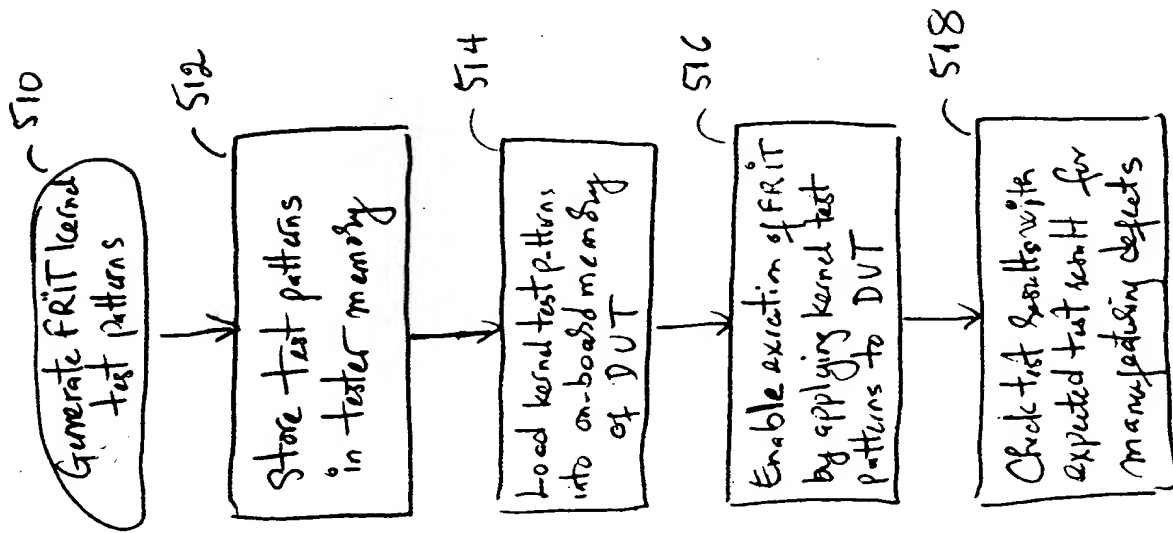 510
Generate FRIT kernel
test patterns
512
Store test patterns
in tester memory
514
Load kernel test patterns
into on-board memory
of DUT
516
Enable execution of FRIT
by applying kernel test
patterns to DUT
518
Check test results with
expected test result for
manufacturing defects